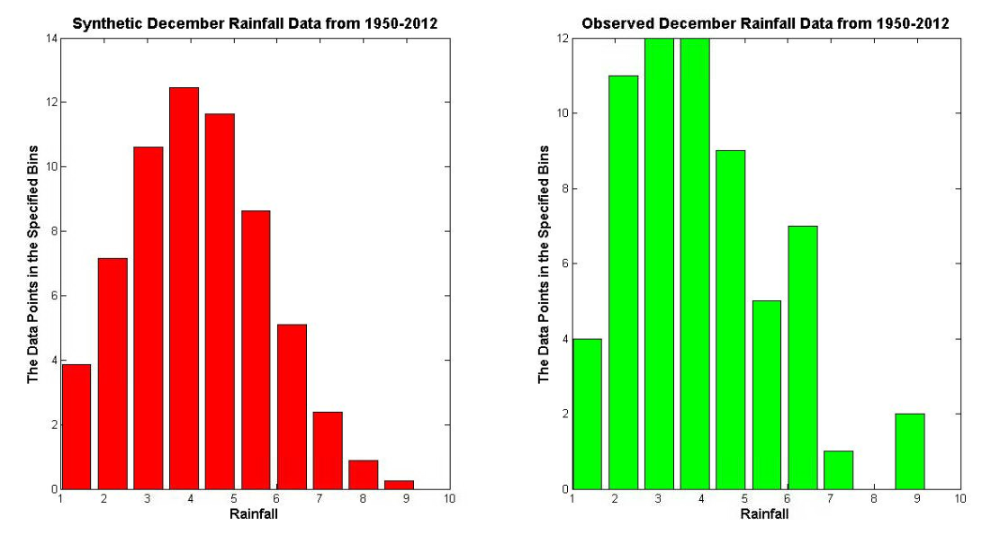 Synthetic December Rainfall Data from 1950-2012
14
12
10
8
6
4
2
0
The Data Points in the Specified Bins
1 2 3 4 5 6 7 8 9 10
Rainfall
Observed December Rainfall Data from 1950-2012
12
10
8
6
4
2
0
The Data Points in the Specified Bins
1 2 3 4 5 6 7 8 9 10
Rainfall